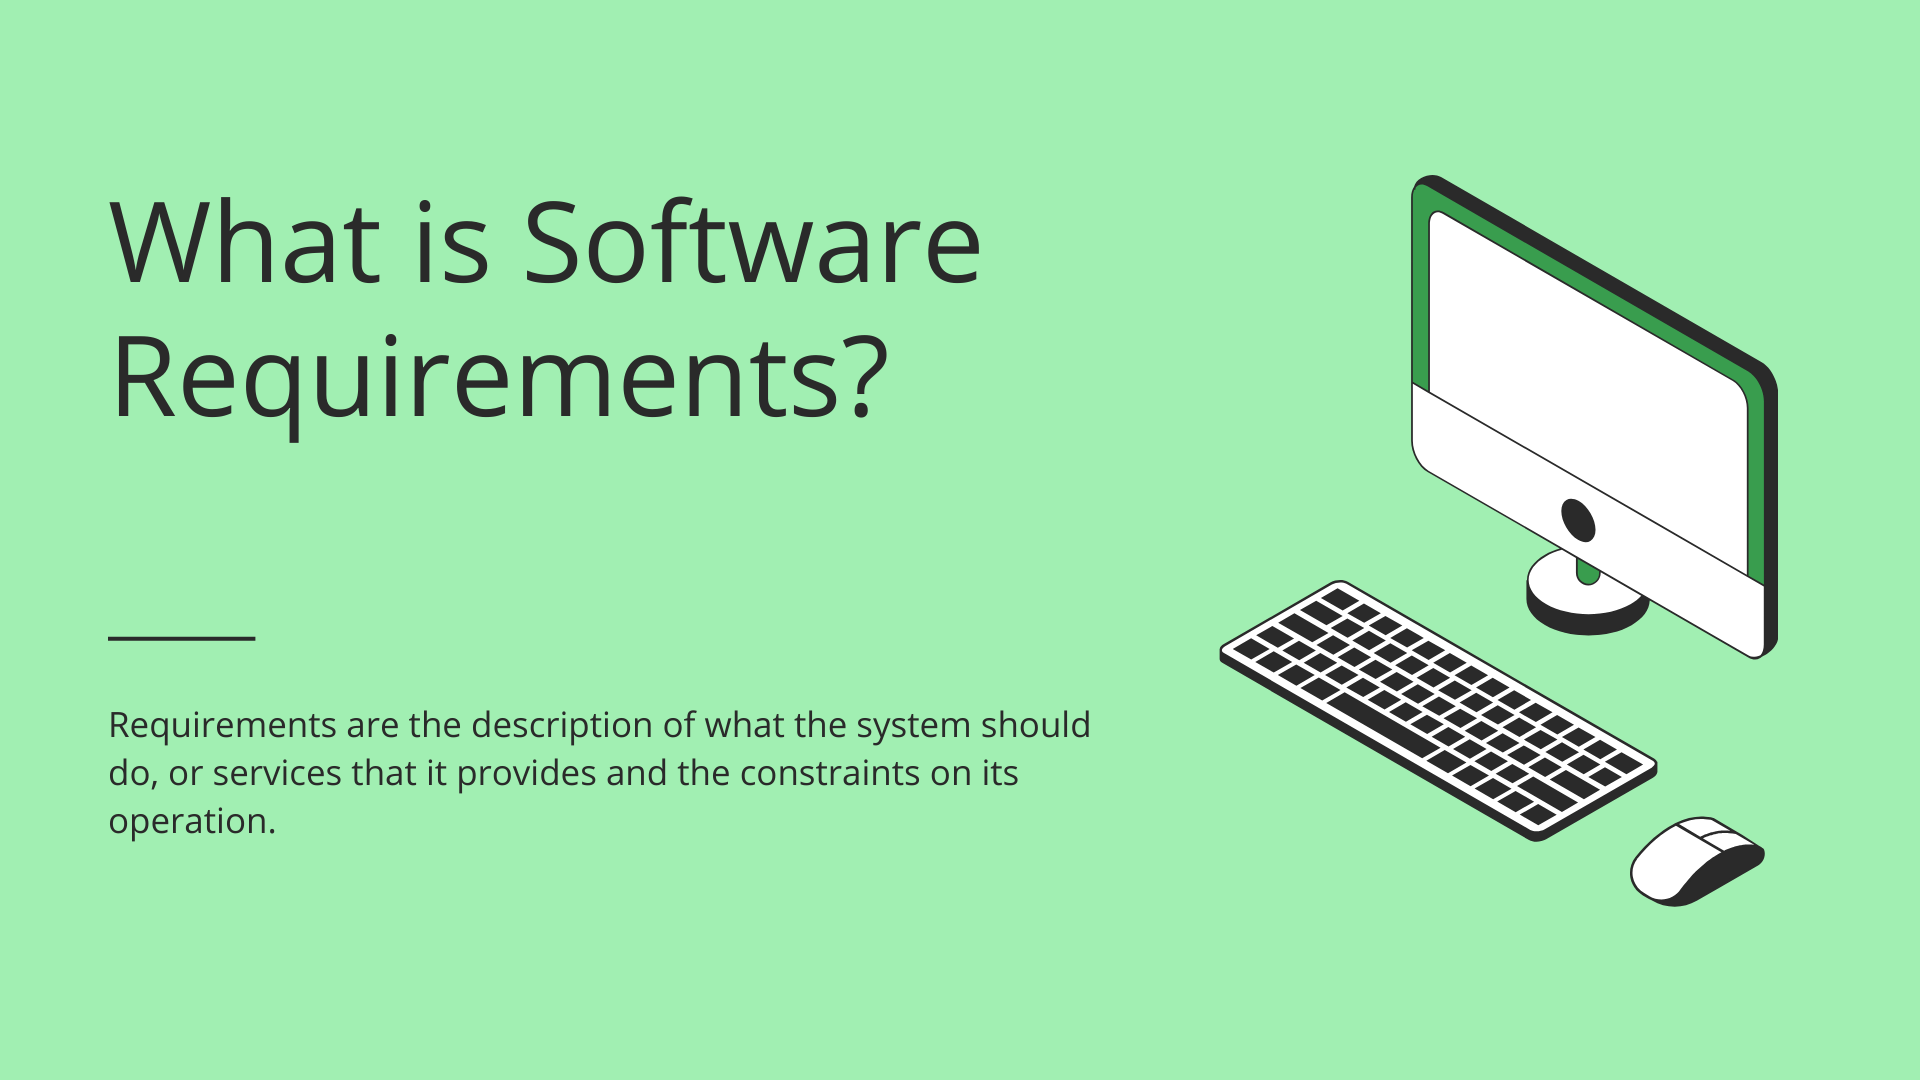 What is Software
Requirements?
Requirements are the description of what the system should
do, or services that it provides and the constraints on its
operation.